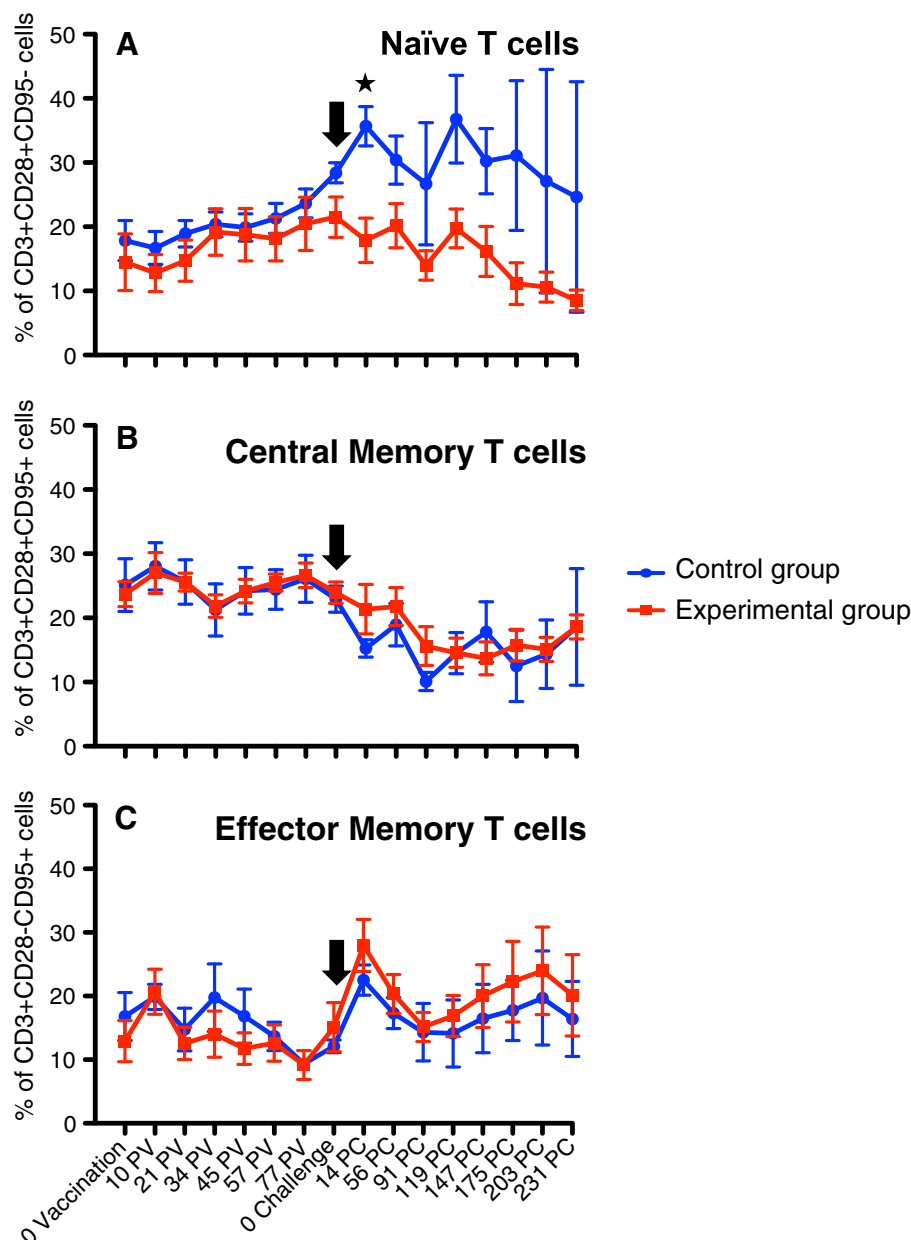 A
Naïve T cells
% of CD3+CD28+CD95- cells
50
40
30
20
10
0
B
Central Memory T cells
% of CD3+CD28+CD95+ cells
50
40
30
20
10
0
Control group
Experimental group
C
Effector Memory T cells
% of CD3+CD28-CD95+ cells
50
40
30
20
10
0
0 Vaccination
10 PV
21 PV
34 PV
45 PV
57 PV
77 PV
0 Challenge
14 PC
56 PC
91 PC
119 PC
147 PC
175 PC
203 PC
231 PC